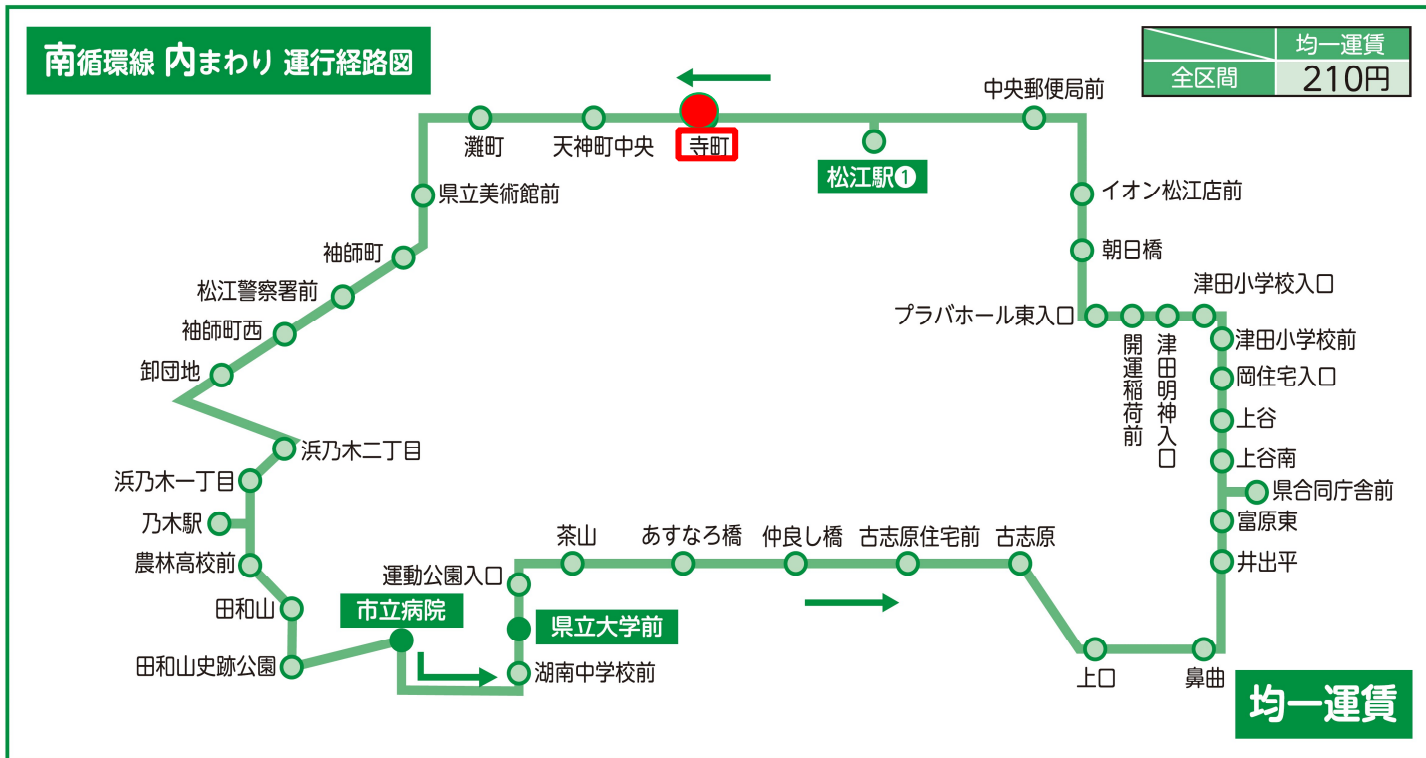 南循環線 内まわり 運行経路図
均一運賃
全区間
210円
中央郵便局前
灘町
天神町中央
寺町
松江駅❶
県立美術館前
イオン松江店前
袖師町
朝日橋
松江警察署前
津田小学校入口
プラバホール東入口
袖師町西
開運稲荷前
津田明神入口
津田小学校前
卸団地
岡住宅入口
上谷
浜乃木二丁目
上谷南
浜乃木一丁目
県合同庁舎前
乃木駅
富原東
茶山
あすなろ橋
仲良し橋
古志原住宅前
古志原
農林高校前
運動公園入口
井出平
田和山
市立病院
県立大学前
田和山史跡公園
湖南中学校前
上口
鼻曲
均一運賃